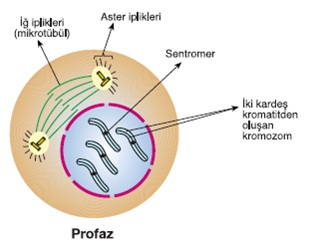 Aster iplikleri
İğ iplikleri
(mikrotübül)
Sentromer
İki kardeş
kromatitden
oluşan
kromozom
Profaz